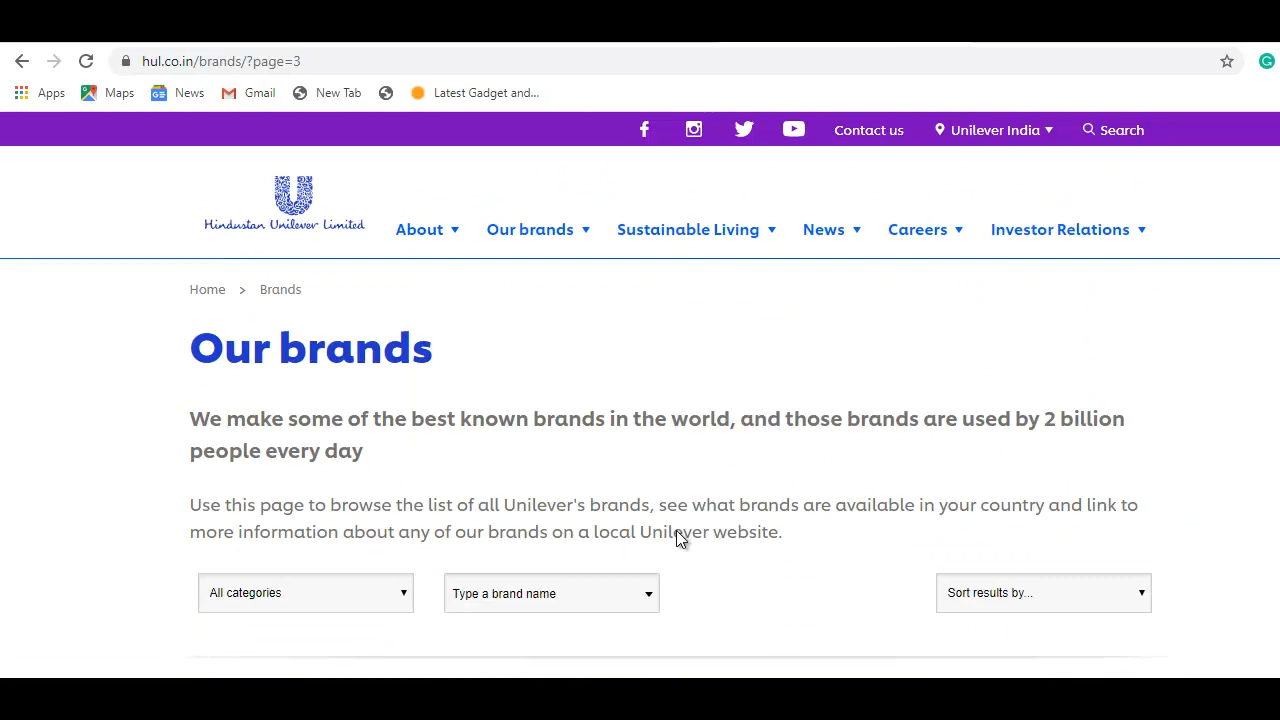 hul.co.in/brands/?page=3
Apps Maps News Gmail New Tab Latest Gadget and...
Contact us Unilever India Search
Hindustan Unilever Limited
About Our brands Sustainable Living News Careers Investor Relations
Home > Brands
Our brands
We make some of the best known brands in the world, and those brands are used by 2 billion
people every day
Use this page to browse the list of all Unilever's brands, see what brands are available in your country and link to
more information about any of our brands on a local Unilever website.
All categories Type a brand name Sort results by...